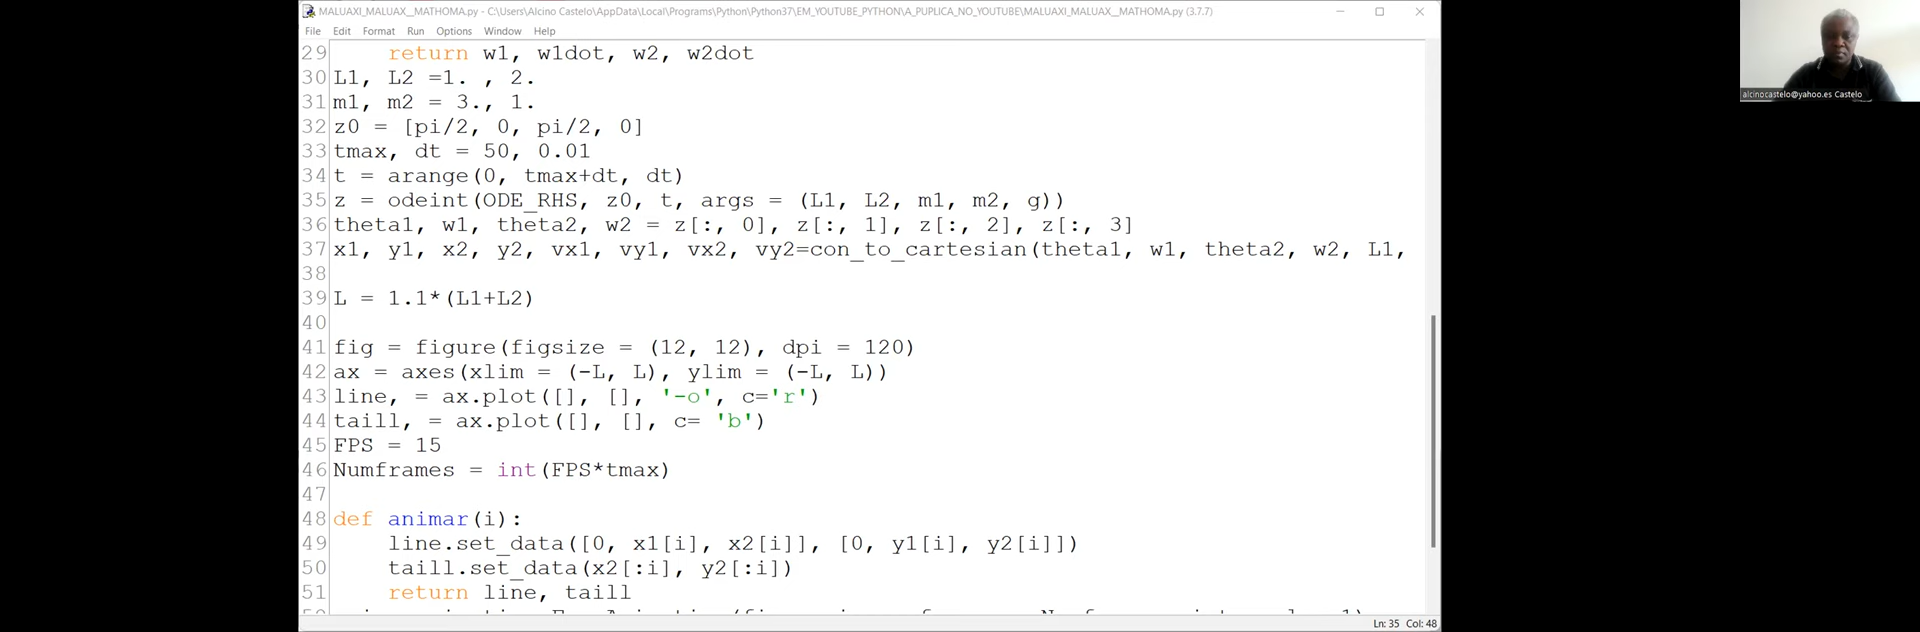 MALUAXI_MALUAX__MATHOMA.py - C:\Users\Alcino Castelo\AppData\Local\Programs\Python\Python37\EM_YOUTUBE_PYTHON\A_PUPLICA_NO_YOUTUBE\MALUAXI_MALUAX__MATHOMA.py (3.7.7)
File Edit Format Run Options Window Help
alcinocastelo@yahoo.es Castelo
29 return w1, w1dot, w2, w2dot
30 L1, L2 =1. , 2.
31 m1, m2 = 3., 1.
32 z0 = [pi/2, 0, pi/2, 0]
33 tmax, dt = 50, 0.01
34 t = arange(0, tmax+dt, dt)
35 z = odeint(ODE_RHS, z0, t, args = (L1, L2, m1, m2, g))
36 theta1, w1, theta2, w2 = z[:, 0], z[:, 1], z[:, 2], z[:, 3]
37 x1, y1, x2, y2, vx1, vy1, vx2, vy2=con_to_cartesian(theta1, w1, theta2, w2, L1,
38
39 L = 1.1*(L1+L2)
40
41 fig = figure(figsize = (12, 12), dpi = 120)
42 ax = axes(xlim = (-L, L), ylim = (-L, L))
43 line, = ax.plot([], [], '-o', c='r')
44 taill, = ax.plot([], [], c= 'b')
45 FPS = 15
46 Numframes = int(FPS*tmax)
47
48 def animar(i):
49 line.set_data([0, x1[i], x2[i]], [0, y1[i], y2[i]])
50 taill.set_data(x2[:i], y2[:i])
51 return line, taill
Ln: 35 Col: 48